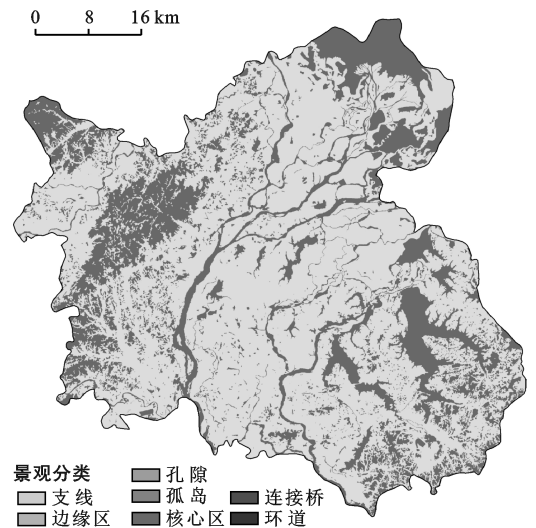 0 8 16 km
景观分类
支线
边缘区
孔隙
孤岛
核心区
连接桥
环道